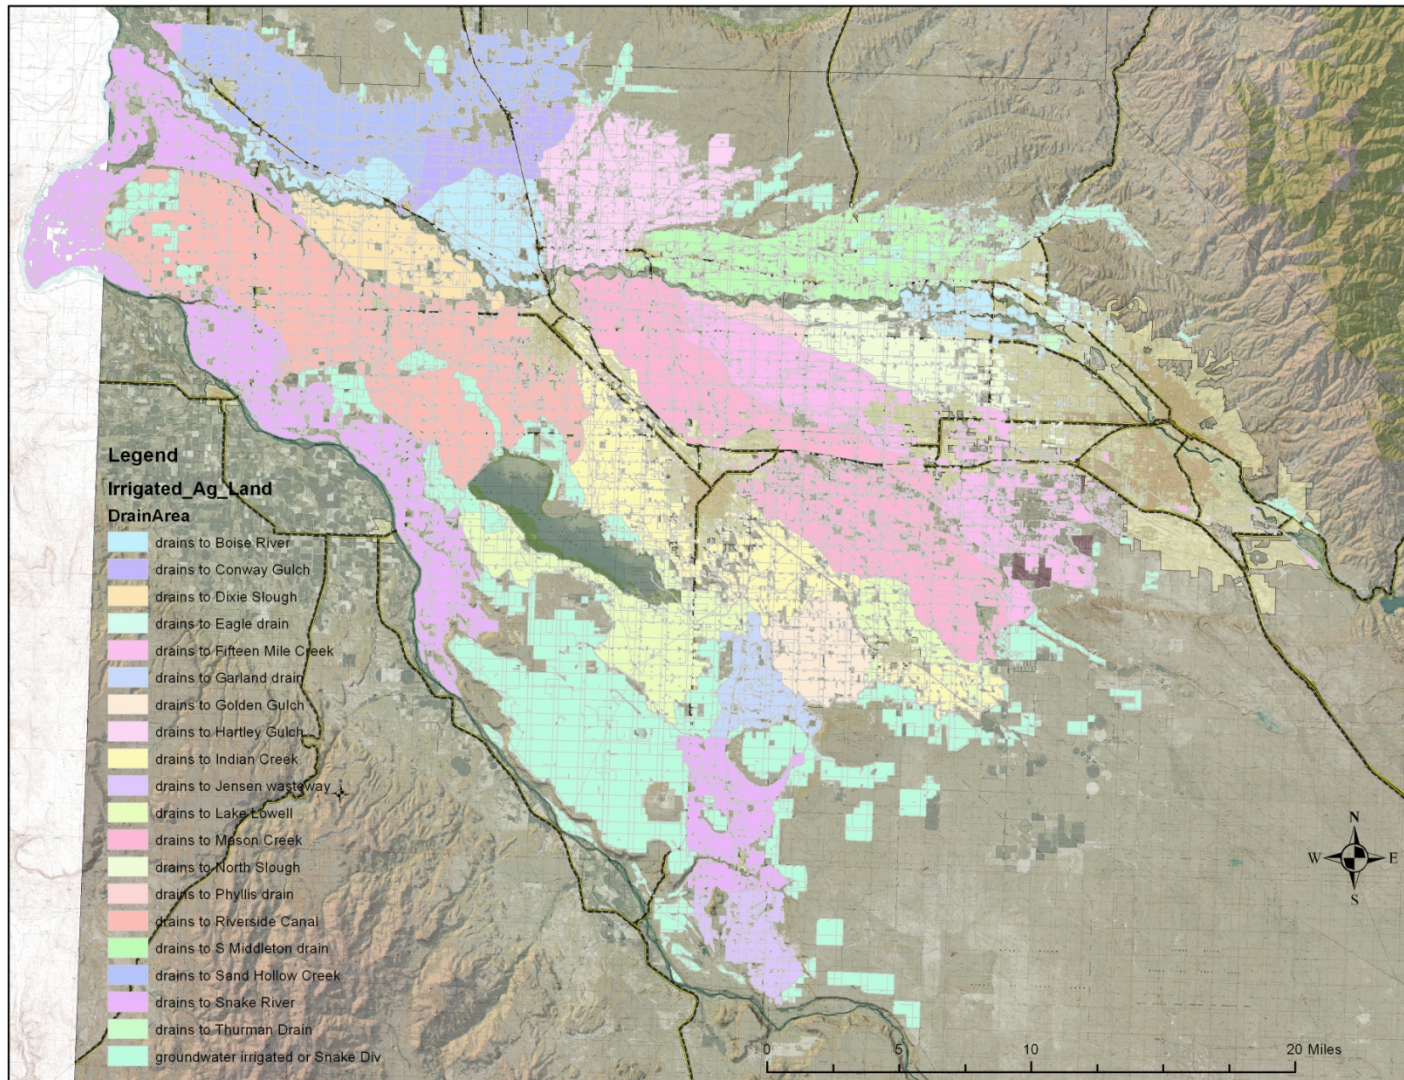 Legend
Irrigated_Ag_Land
DrainArea
drains to Boise River
drains to Conway Gulch
drains to Dixie Slough
drains to Eagle drain
drains to Fifteen Mile Creek
drains to Garland drain
drains to Golden Gulch
drains to Hartley Gulch
drains to Indian Creek
drains to Jensen wasteway
drains to Lake Lowell
drains to Mason Creek
drains to North Slough
drains to Phyllis drain
drains to Riverside Canal
drains to S Middleton drain
drains to Sand Hollow Creek
drains to Snake River
drains to Thurman Drain
groundwater irrigated or Snake Div
N
W E
S
0 5 10 20 Miles